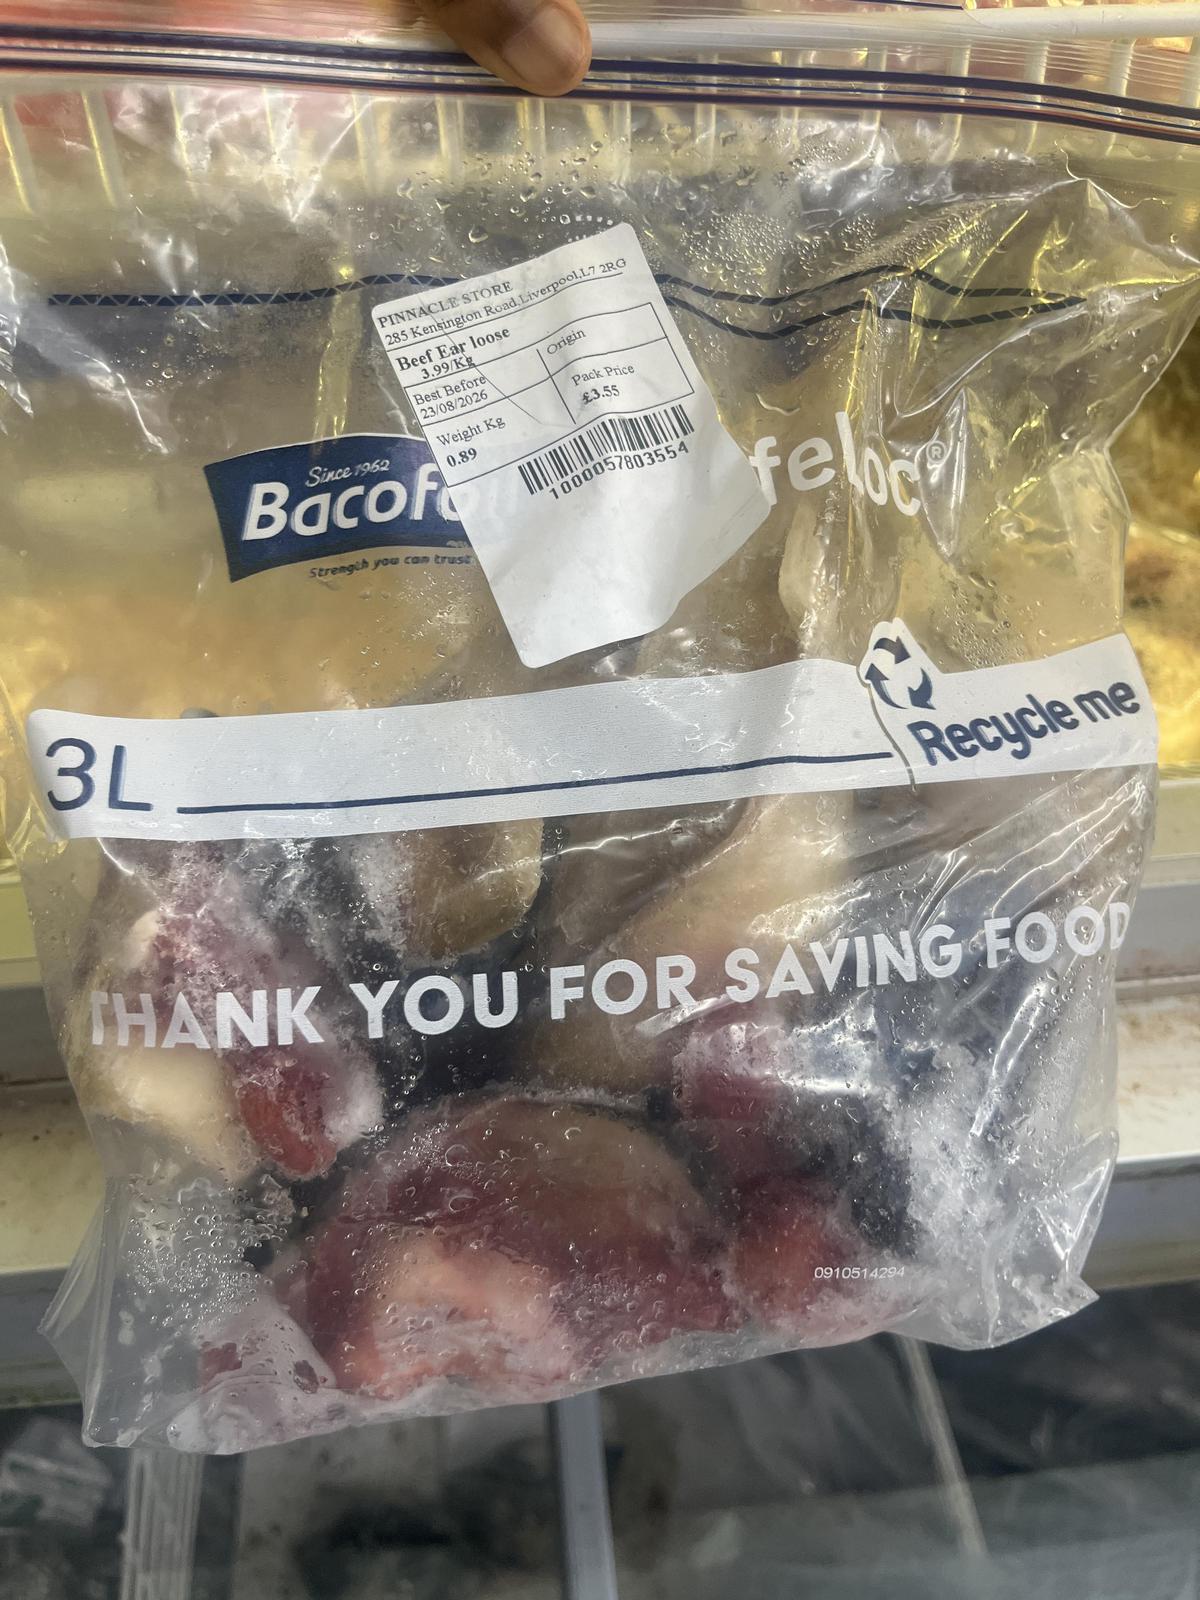 PINNACLE STORE
285 Kensington Road,Liverpool,L7 2RG
Beef Ear loose
3.99/Kg
Origin
Best Before
23/08/2026
Pack Price
£3.55
Weight Kg
0.89
1000057803554
Since 1962
Bacofo
feloc®
Strength you can trust
3L
Recycle me
THANK YOU FOR SAVING FOOD
0910514294